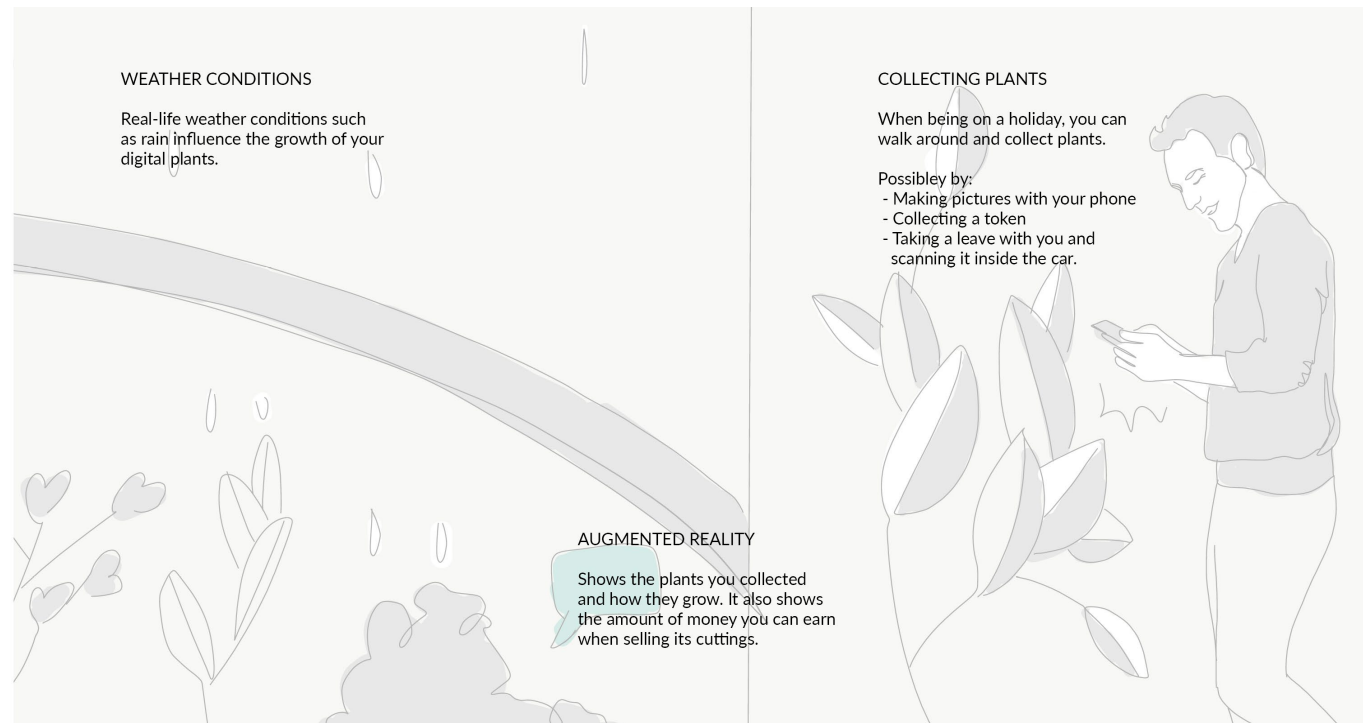 WEATHER CONDITIONS
Real-life weather conditions such
as rain influence the growth of your
digital plants.
COLLECTING PLANTS
When being on a holiday, you can
walk around and collect plants.
Possibley by:
- Making pictures with your phone
- Collecting a token
- Taking a leave with you and
scanning it inside the car.
AUGMENTED REALITY
Shows the plants you collected
and how they grow. It also shows
the amount of money you can earn
when selling its cuttings.